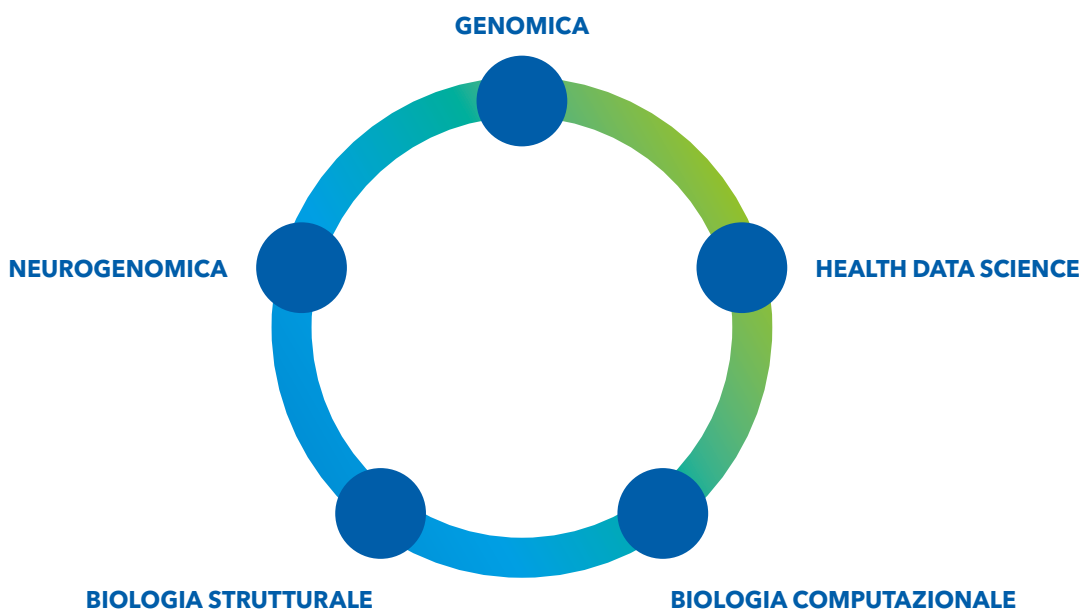 GENOMICA
NEUROGENOMICA
HEALTH DATA SCIENCE
BIOLOGIA STRUTTURALE
BIOLOGIA COMPUTAZIONALE